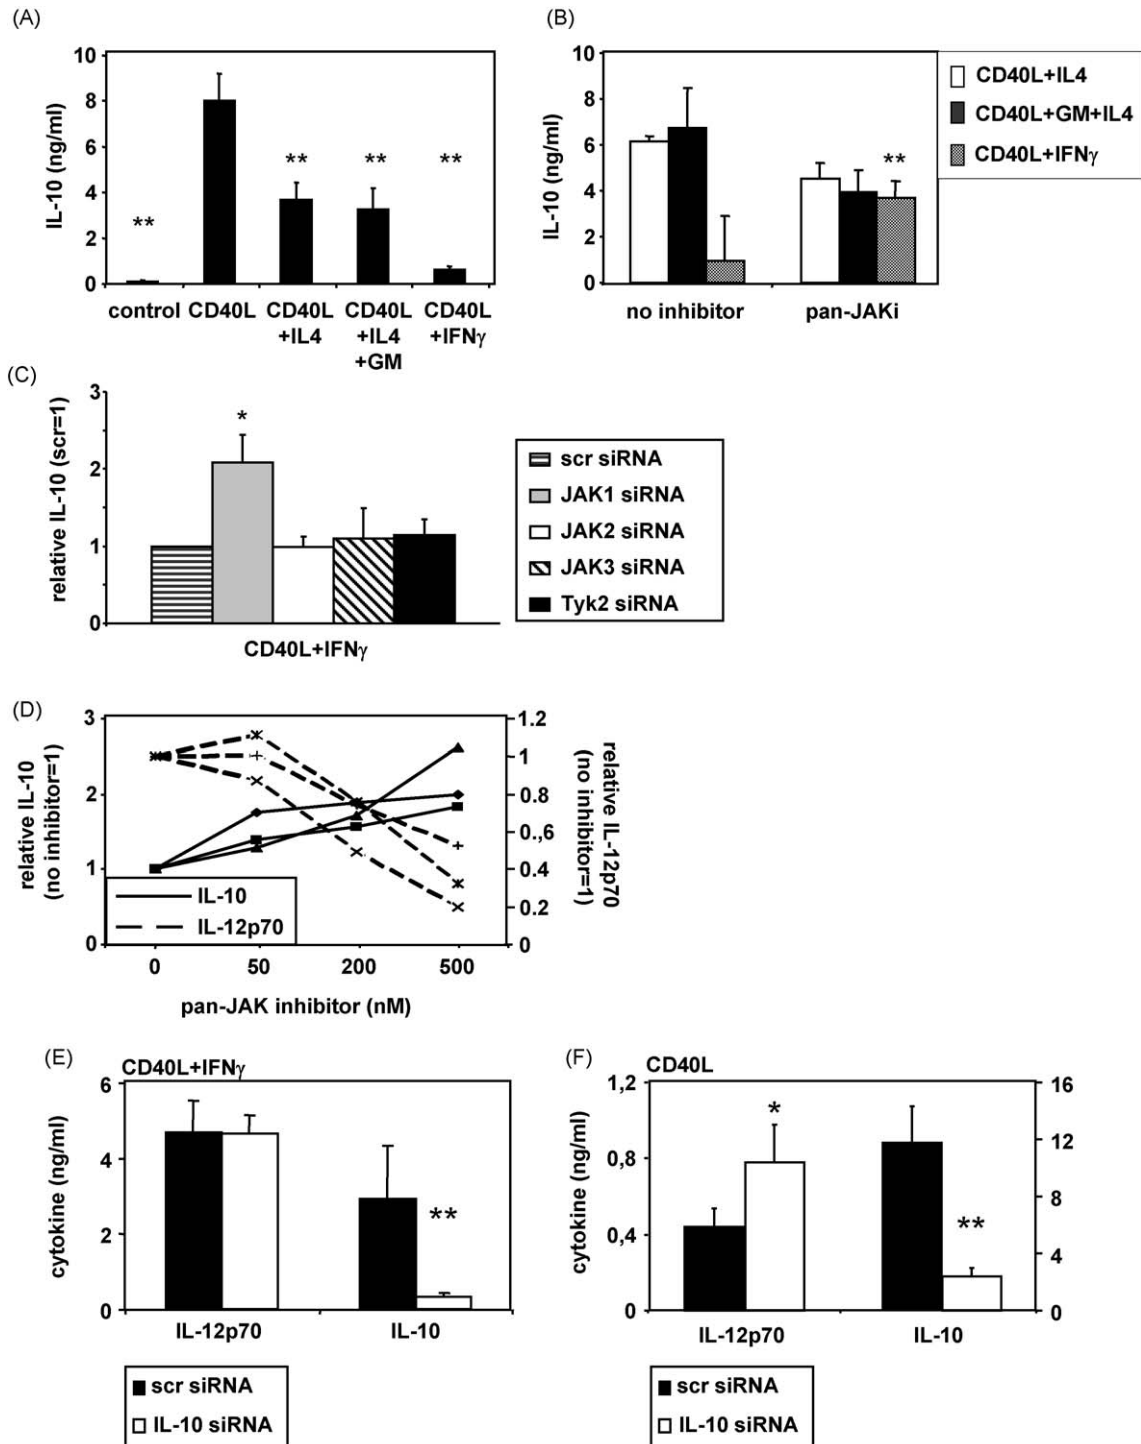 (A)
IL-10 (ng/ml)
10
8
6
4
2
0
**
**
**
**
control
CD40L
CD40L
+IL4
CD40L
+IL4
+GM
CD40L
+IFNγ
(B)
IL-10 (ng/ml)
10
8
6
4
2
0
**
no inhibitor
pan-JAKi
CD40L+IL4
CD40L+GM+IL4
CD40L+IFNγ
(C)
relative IL-10 (scr=1)
3
2
1
0
*
CD40L+IFNγ
scr siRNA
JAK1 siRNA
JAK2 siRNA
JAK3 siRNA
Tyk2 siRNA
(D)
relative IL-10
(no inhibitor=1)
3
2
1
0
IL-10
IL-12p70
0
50
200
500
pan-JAK inhibitor (nM)
1.2
1
0.8
0.,6
0.4
0.2
0
relative IL-12p70
(no inhibitor=1)
(E)
CD40L+IFNγ
cytokine (ng/ml)
6
4
2
0
**
IL-12p70
IL-10
scr siRNA
IL-10 siRNA
(F)
CD40L
cytokine (ng/ml)
1,2
0,8
0,4
0
*
**
16
12
8
4
0
IL-12p70
IL-10
scr siRNA
IL-10 siRNA